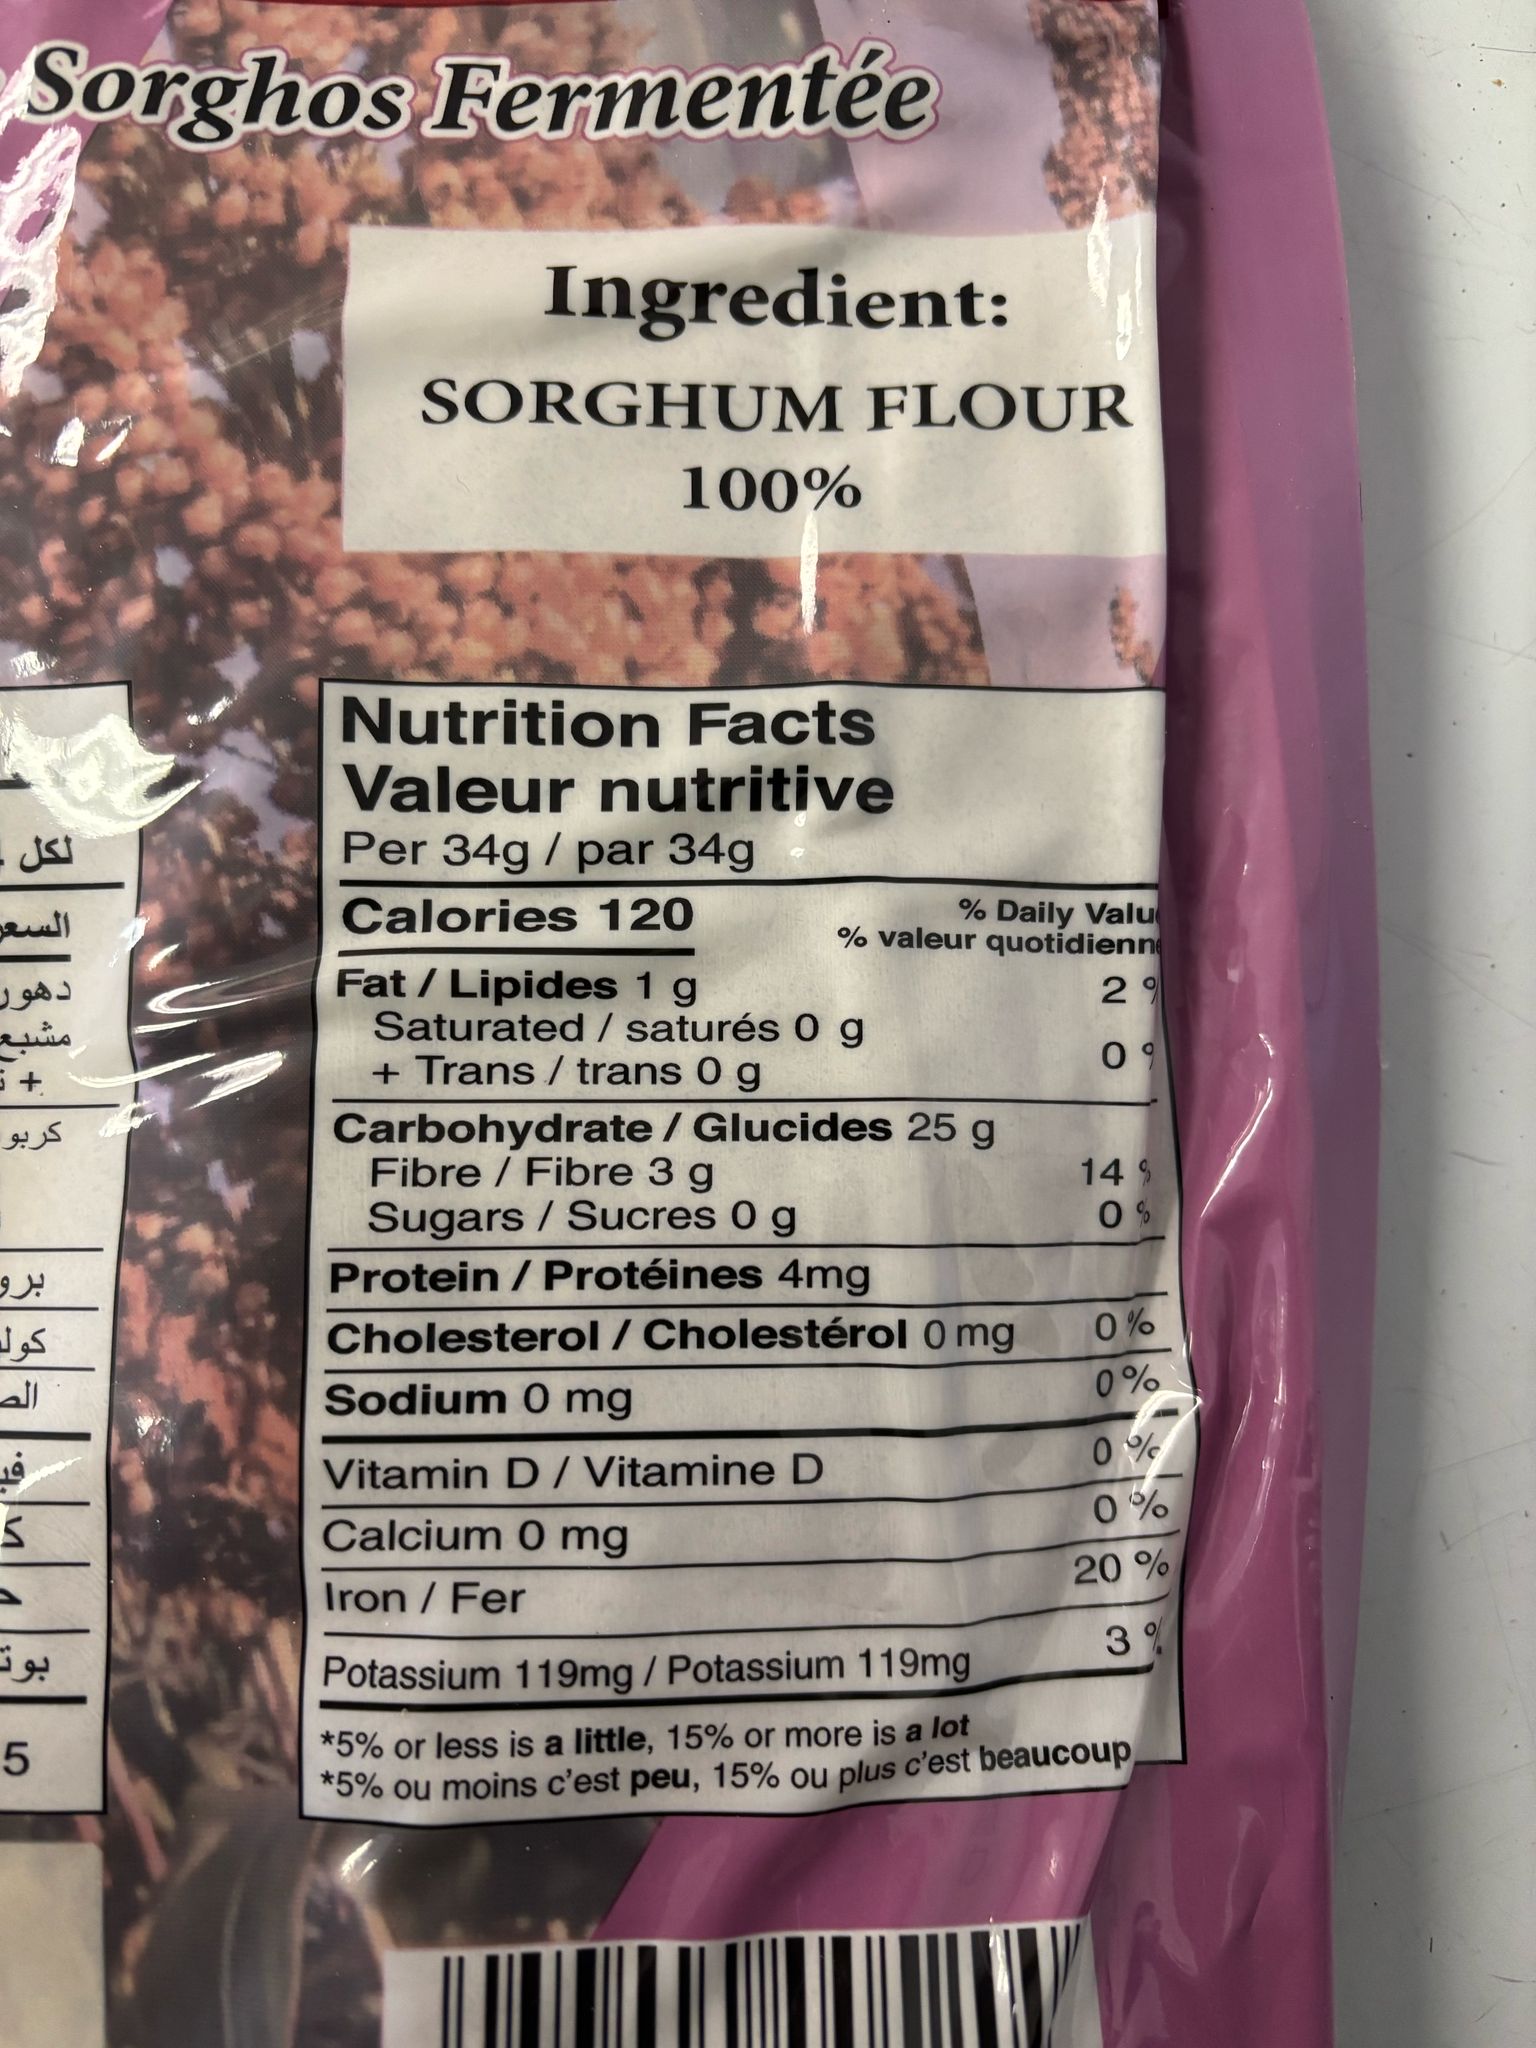 Sorghos Fermentée
Ingredient:
SORGHUM FLOUR
100%
Nutrition Facts
Valeur nutritive
Per 34g / par 34g
Calories 120
% Daily
% valeur
Fat / Lipides 1 g 2 %
Saturated / saturés 0 g
+ Trans / trans 0 g 0 %
Carbohydrate / Glucides 25 g
Fibre / Fibre 3 g 14 %
Sugars / Sucres 0 g 0 %
Protein / Protéines 4mg
Cholesterol / Cholestérol 0 mg 0 %
Sodium 0 mg 0 %
Vitamin D / Vitamine D 0 %
Calcium 0 mg 0 %
Iron / Fer 20 %
Potassium 119mg / Potassium 119mg 3 %
*5% or less is a little, 15% or more is a lot
*5% ou moins c'est peu, 15% ou plus c'est beaucoup
لكل
5